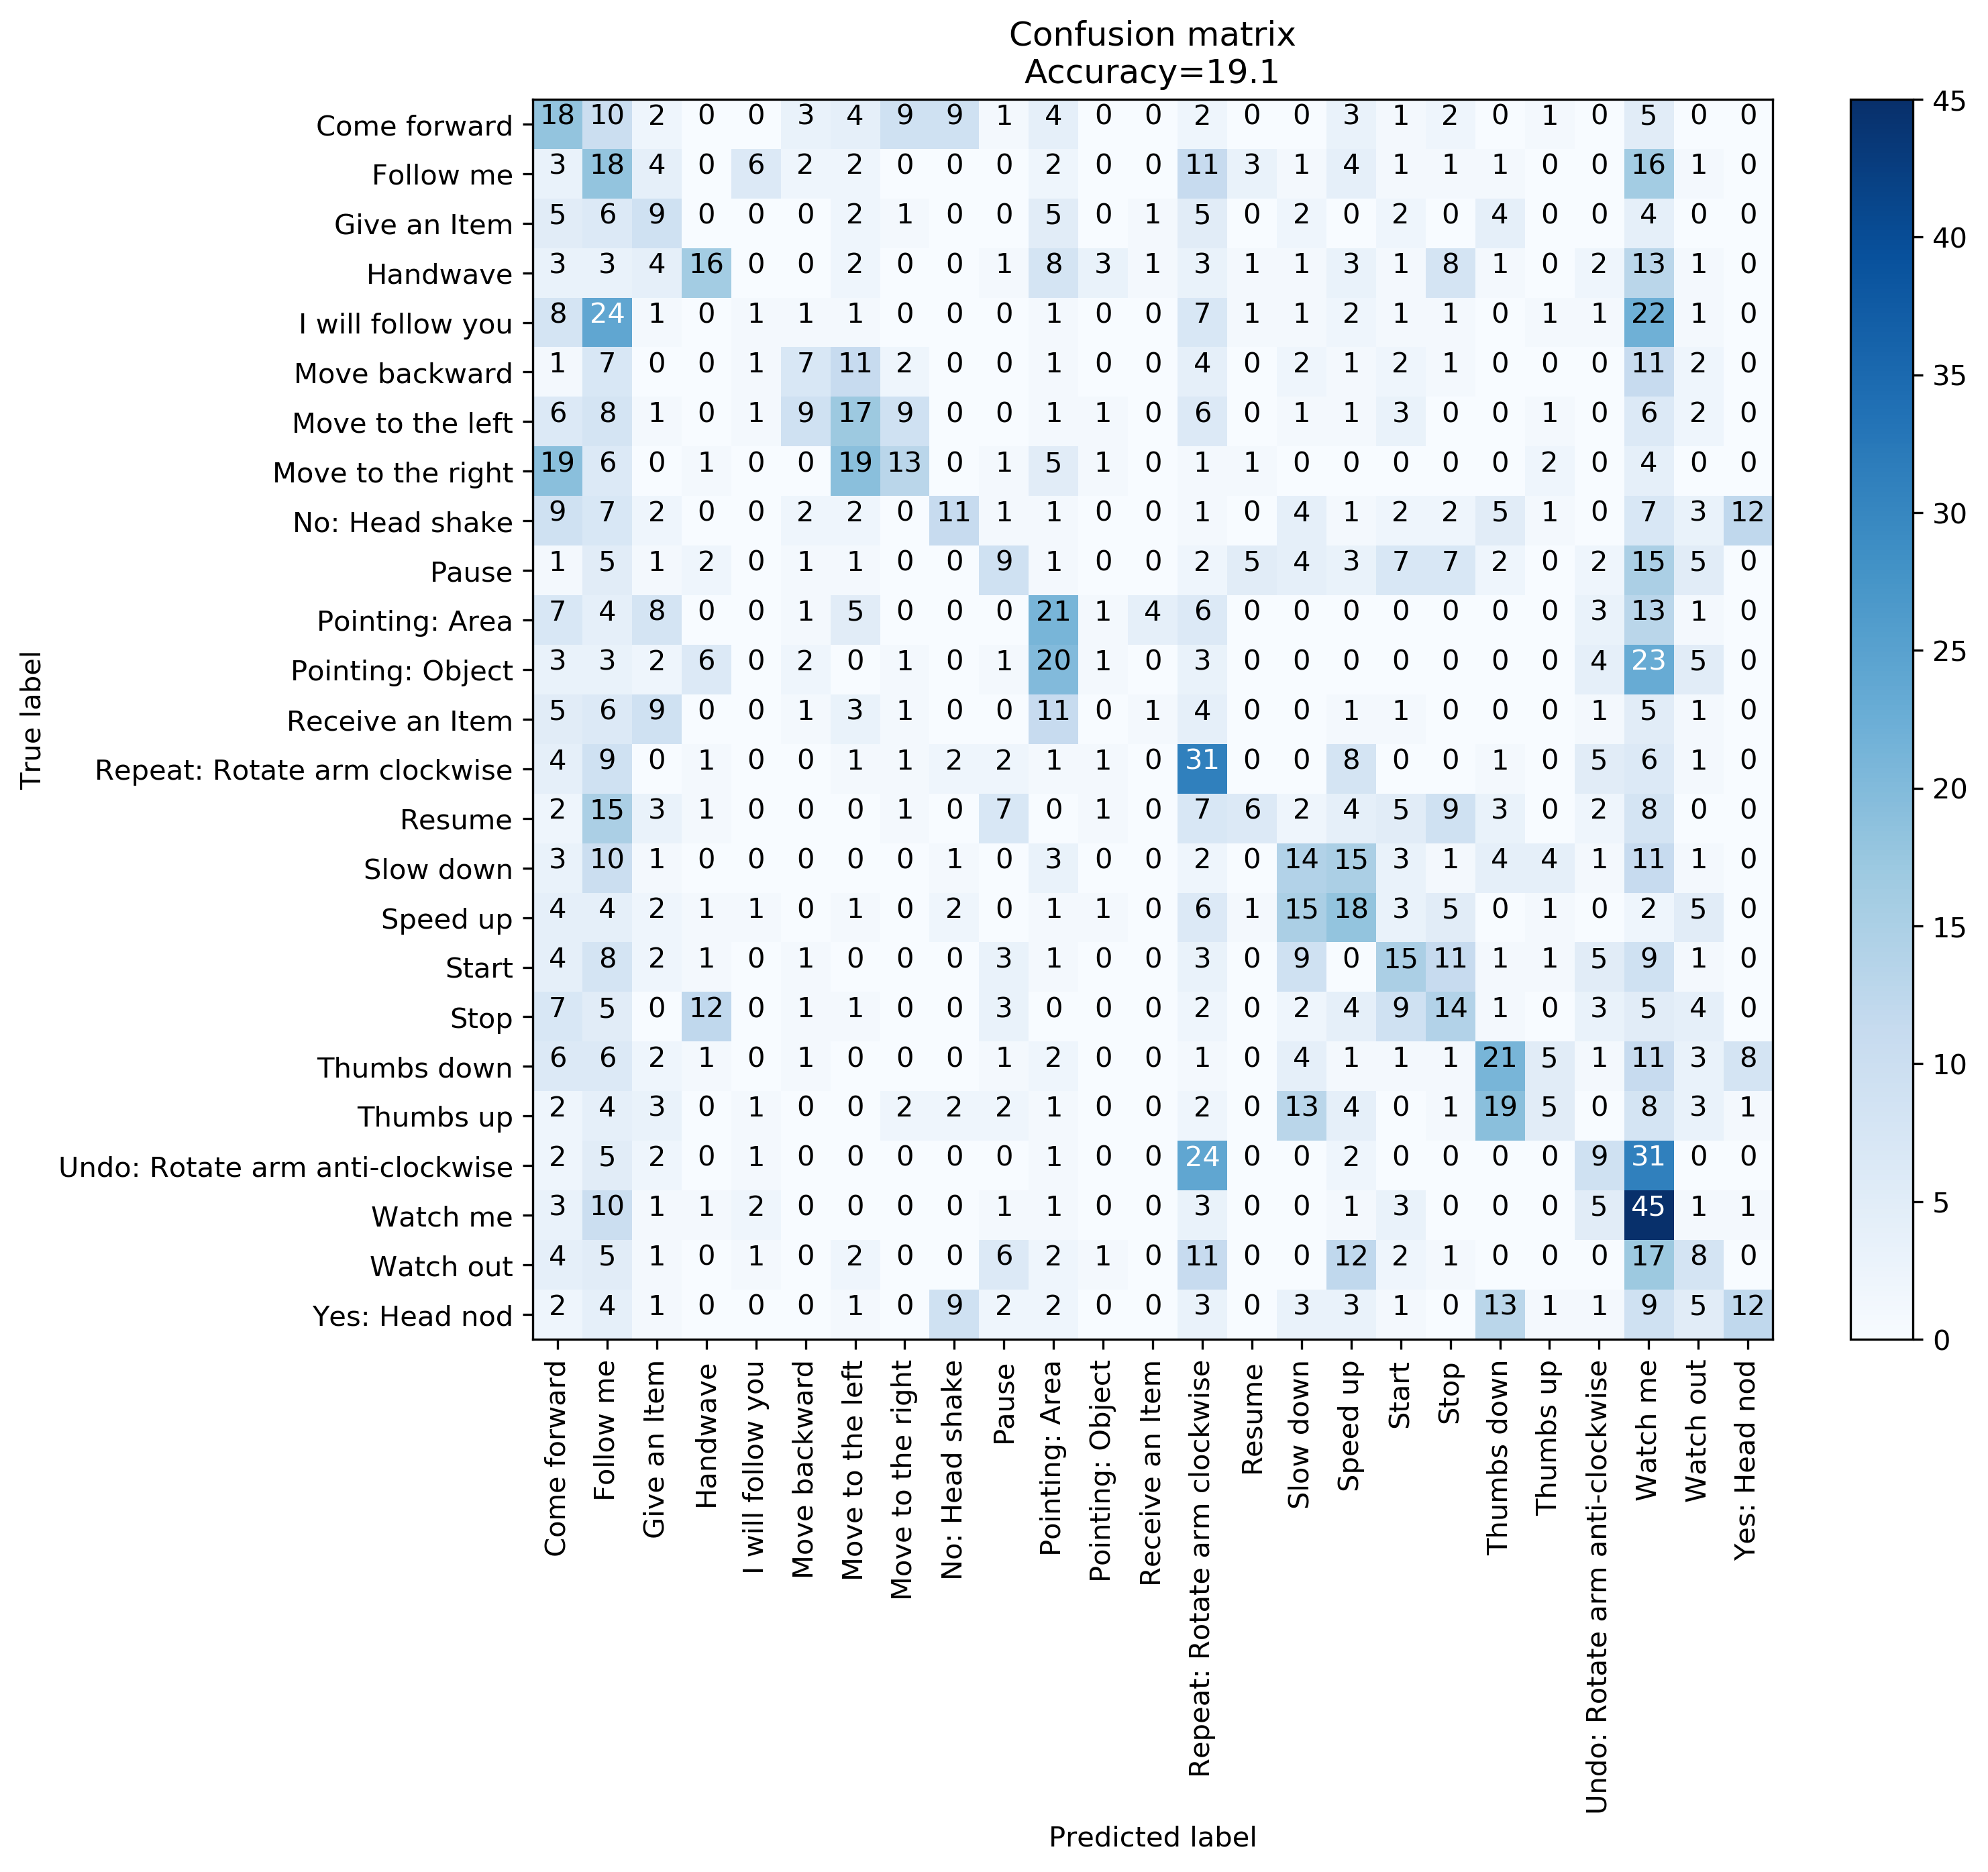 Confusion matrix
Accuracy=19.1
Come forward 18 10 2 0 0 3 4 9 9 1 4 0 0 2 0 0 3 1 2 0 1 0 5 0 0
Follow me 3 18 4 0 6 2 2 0 0 0 2 0 0 11 3 1 4 1 1 1 0 0 16 1 0
Give an Item 5 6 9 0 0 0 2 1 0 0 5 0 1 5 0 2 0 2 0 4 0 0 4 0 0
Handwave 3 3 4 16 0 0 2 0 0 1 8 3 1 3 1 1 3 1 8 1 0 2 13 1 0
I will follow you 8 24 1 0 1 1 1 0 0 0 1 0 0 7 1 1 2 1 1 0 1 1 22 1 0
Move backward 1 7 0 0 1 7 11 2 0 0 1 0 0 4 0 2 1 2 1 0 0 0 11 2 0
Move to the left 6 8 1 0 1 9 17 9 0 0 1 1 0 6 0 1 1 3 0 0 1 0 6 2 0
Move to the right 19 6 0 1 0 0 19 13 0 1 5 1 0 1 1 0 0 0 0 0 2 0 4 0 0
No: Head shake 9 7 2 0 0 2 2 0 11 1 1 0 0 1 0 4 1 2 2 5 1 0 7 3 12
Pause 1 5 1 2 0 1 1 0 0 9 1 0 0 2 5 4 3 7 7 2 0 2 15 5 0
Pointing: Area 7 4 8 0 0 1 5 0 0 0 21 1 4 6 0 0 0 0 0 0 0 3 13 1 0
Pointing: Object 3 3 2 6 0 2 0 1 0 1 20 1 0 3 0 0 0 0 0 0 0 4 23 5 0
Receive an Item 5 6 9 0 0 1 3 1 0 0 11 0 1 4 0 0 1 1 0 0 0 1 5 1 0
Repeat: Rotate arm clockwise 4 9 0 1 0 0 1 1 2 2 1 1 0 31 0 0 8 0 0 1 0 5 6 1 0
Resume 2 15 3 1 0 0 0 1 0 7 0 1 0 7 6 2 4 5 9 3 0 2 8 0 0
Slow down 3 10 1 0 0 0 0 0 1 0 3 0 0 2 0 14 15 3 1 4 4 1 11 1 0
Speed up 4 4 2 1 1 0 1 0 2 0 1 1 0 6 1 15 18 3 5 0 1 0 2 5 0
Start 4 8 2 1 0 1 0 0 0 3 1 0 0 3 0 9 0 15 11 1 1 5 9 1 0
Stop 7 5 0 12 0 1 1 0 0 3 0 0 0 2 0 2 4 9 14 1 0 3 5 4 0
Thumbs down 6 6 2 1 0 1 0 0 0 1 2 0 0 1 0 4 1 1 1 21 5 1 11 3 8
Thumbs up 2 4 3 0 1 0 0 2 2 2 1 0 0 2 0 13 4 0 1 19 5 0 8 3 1
Undo: Rotate arm anti-clockwise 2 5 2 0 1 0 0 0 0 0 1 0 0 24 0 0 2 0 0 0 0 9 31 0 0
Watch me 3 10 1 1 2 0 0 0 0 1 1 0 0 3 0 0 1 3 0 0 0 5 45 1 1
Watch out 4 5 1 0 1 0 2 0 0 6 2 1 0 11 0 0 12 2 1 0 0 0 17 8 0
Yes: Head nod 2 4 1 0 0 0 1 0 9 2 2 0 0 3 0 3 3 1 0 13 1 1 9 5 12
True label
Come forward
Follow me
Give an Item
Handwave
I will follow you
Move backward
Move to the left
Move to the right
No: Head shake
Pause
Pointing: Area
Pointing: Object
Receive an Item
Repeat: Rotate arm clockwise
Resume
Slow down
Speed up
Start
Stop
Thumbs down
Thumbs up
Undo: Rotate arm anti-clockwise
Watch me
Watch out
Yes: Head nod
Predicted label
45
40
35
30
25
20
15
10
5
0